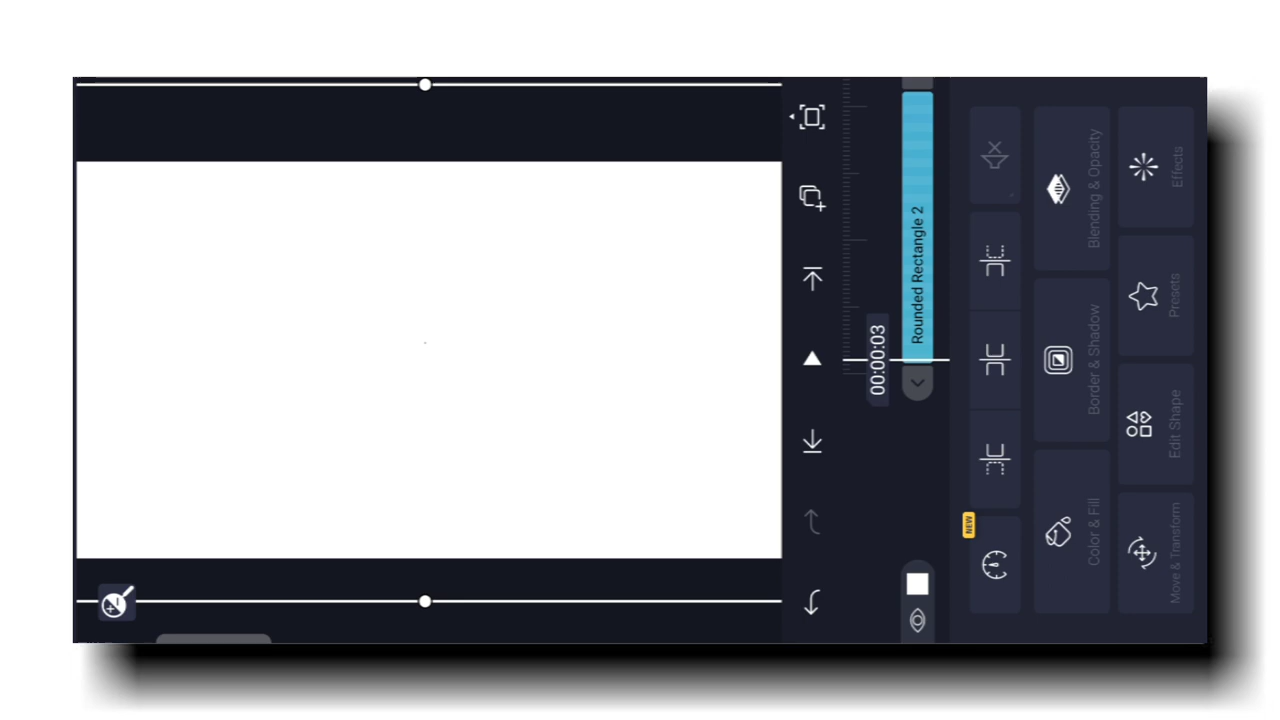 00:00:03
Rounded Rectangle 2
NEW
Color & Fill
Border & Shadow
Blending & Opacity
Move & Transform
Edit Shape
Presets
Effects